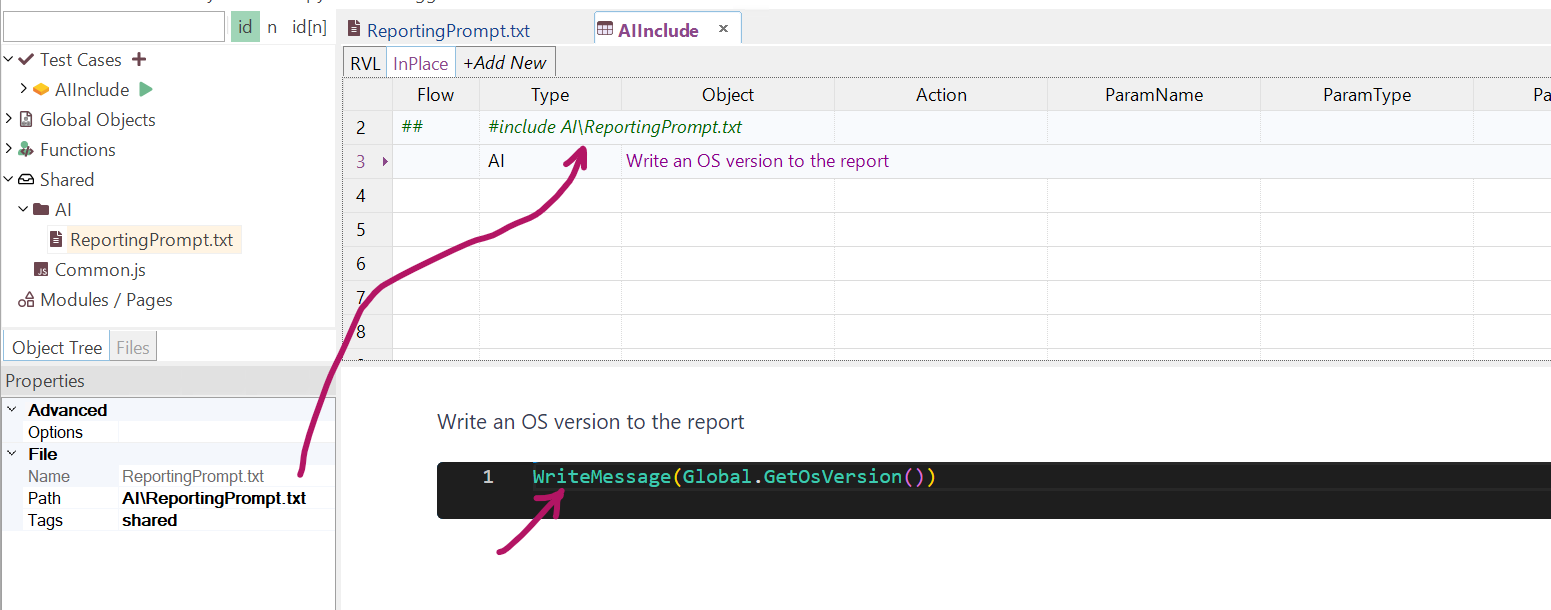 id n id[n]
ReportingPrompt.txt
AIInclude ×
Test Cases +
AIInclude
Global Objects
Functions
Shared
AI
ReportingPrompt.txt
Common.js
Modules / Pages
Object Tree Files
Properties
Advanced
Options
File
Name ReportingPrompt.txt
Path AI\ReportingPrompt.txt
Tags shared
RVL InPlace +Add New
Flow Type Object Action ParamName ParamType Pa
2 ## #include AI\ReportingPrompt.txt
3 AI Write an OS version to the report
4
5
6
7
8
Write an OS version to the report
1 WriteMessage(Global.GetOsVersion())